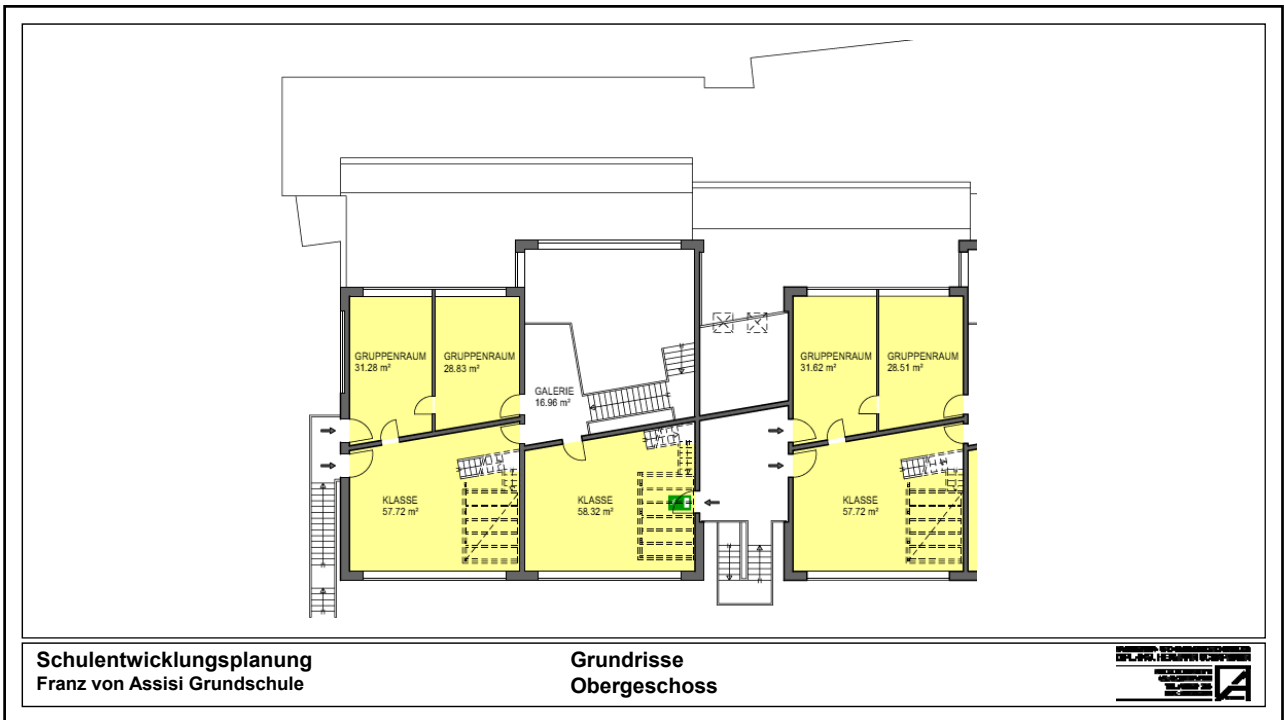 GRUPPENRAUM
31.28 m²
GRUPPENRAUM
28.83 m²
GALERIE
16.96 m²
GRUPPENRAUM
31.62 m²
GRUPPENRAUM
28.51 m²
KLASSE
57.72 m²
KLASSE
58.32 m²
KLASSE
57.72 m²
Schulentwicklungsplanung
Franz von Assisi Grundschule
Grundrisse
Obergeschoss